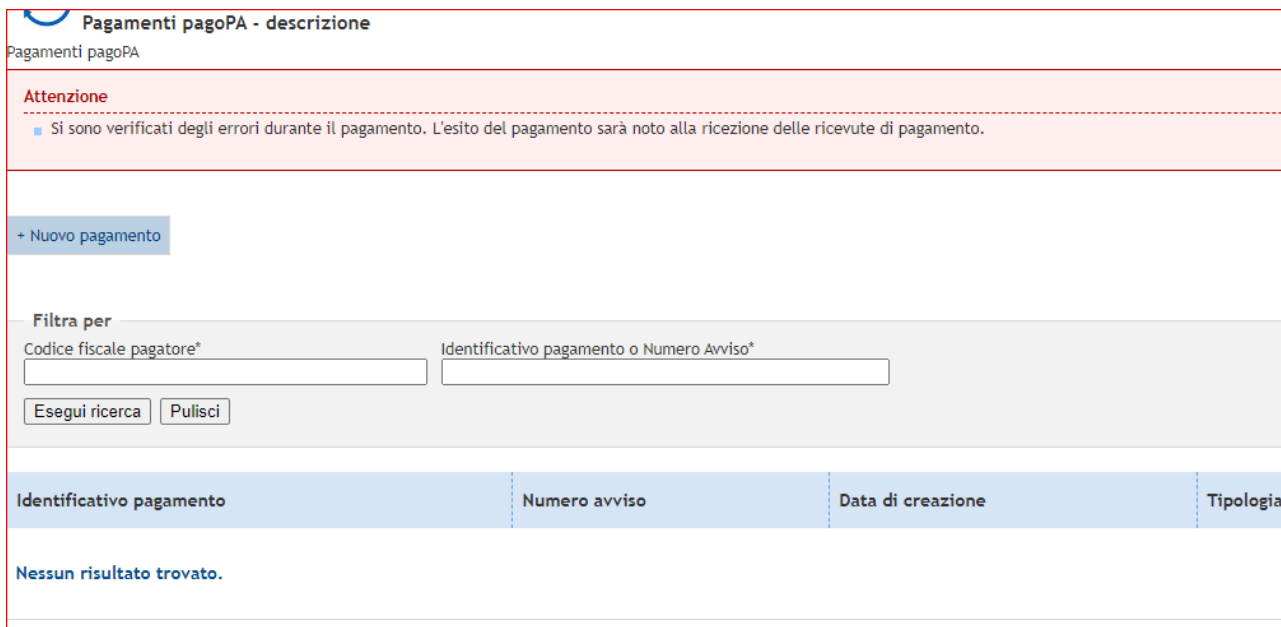 Pagamenti pagoPA - descrizione
Pagamenti pagoPA
Attenzione
Si sono verificati degli errori durante il pagamento. L'esito del pagamento sarà noto alla ricezione delle ricevute di pagamento.
+ Nuovo pagamento
Filtra per
Codice fiscale pagatore* Identificativo pagamento o Numero Avviso*
Esegui ricerca Pulisci
Identificativo pagamento Numero avviso Data di creazione Tipologia
Nessun risultato trovato.